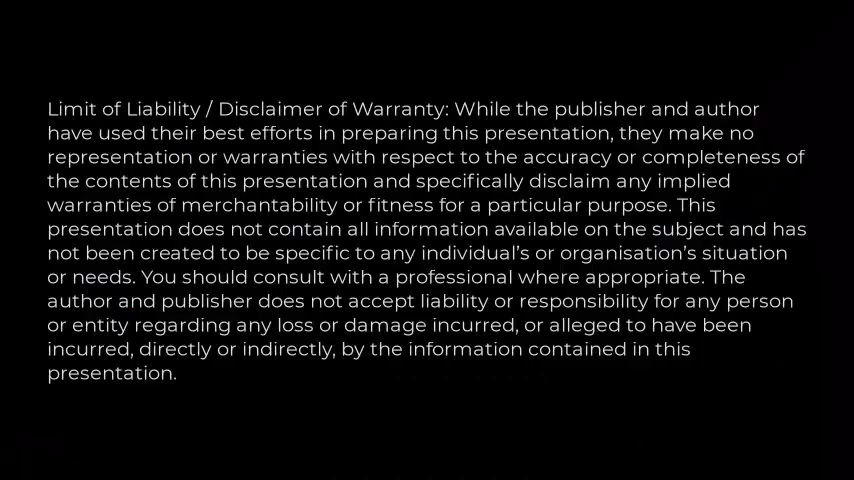 Limit of Liability / Disclaimer of Warranty: While the publisher and author
have used their best efforts in preparing this presentation, they make no
representation or warranties with respect to the accuracy or completeness of
the contents of this presentation and specifically disclaim any implied
warranties of merchantability or fitness for a particular purpose. This
presentation does not contain all information available on the subject and has
not been created to be specific to any individual's or organisation's situation
or needs. You should consult with a professional where appropriate. The
author and publisher does not accept liability or responsibility for any person
or entity regarding any loss or damage incurred, or alleged to have been
incurred, directly or indirectly, by the information contained in this
presentation.